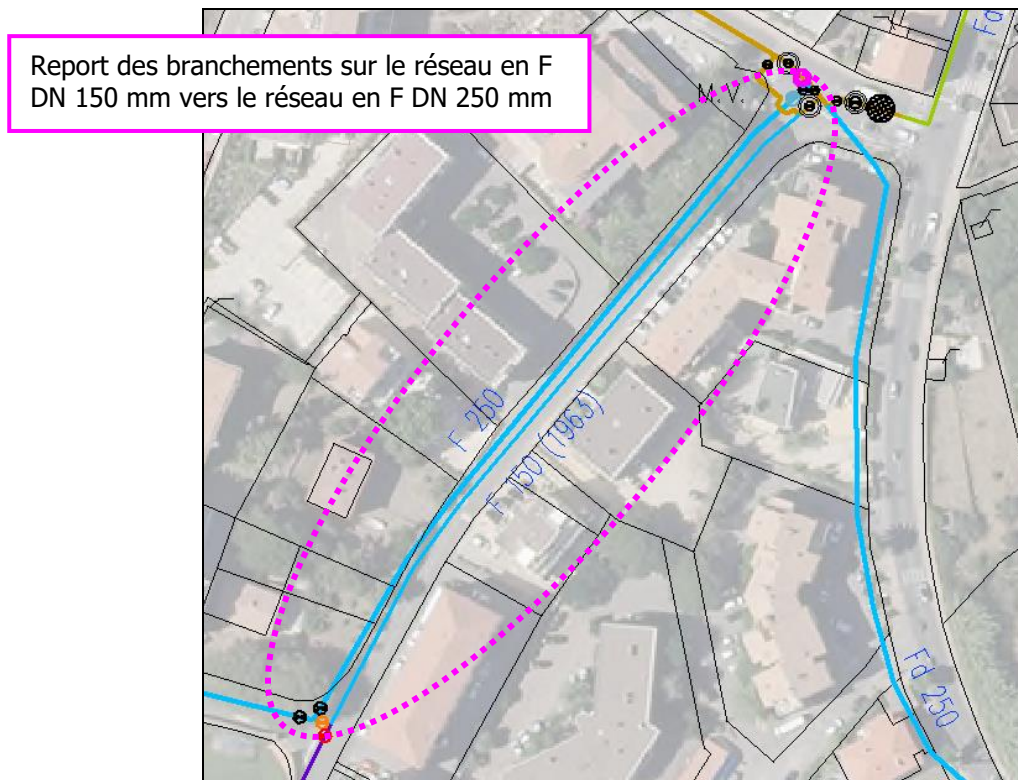 Report des branchements sur le réseau en F
DN 150 mm vers le réseau en F DN 250 mm
M.V.
F 250
F 150 (1963)
Fd 250